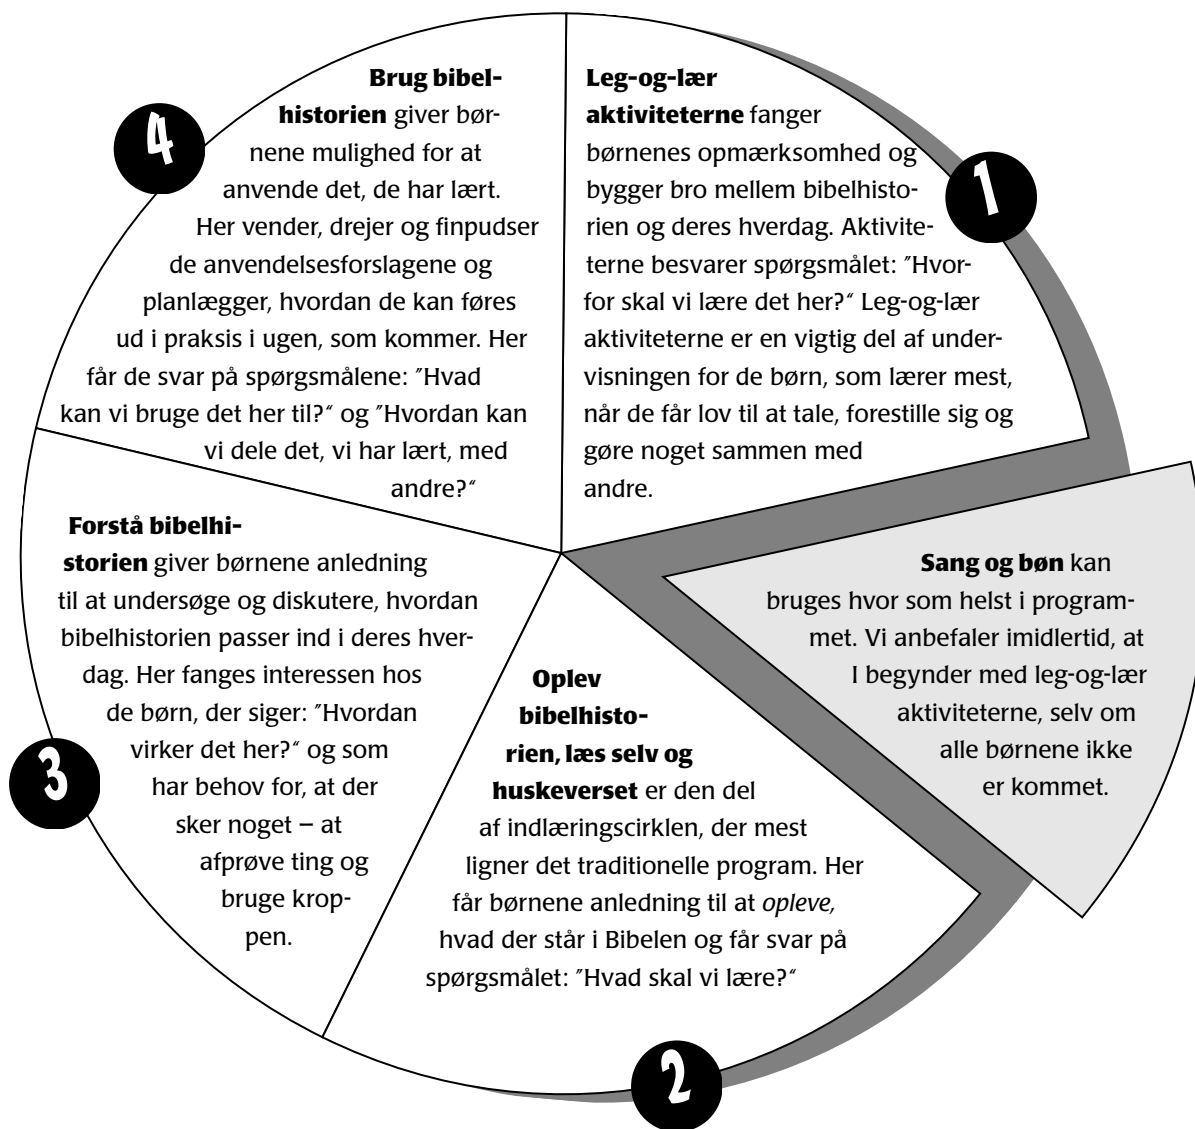 1
Leg-og-lær
aktiviteterne fanger
børnenes opmærksomhed og
bygger bro mellem bibelhisto-
rien og deres hverdag. Aktivite-
terne besvarer spørgsmålet: ”Hvor-
for skal vi lære det her?“ Leg-og-lær
aktiviteterne er en vigtig del af under-
visningen for de børn, som lærer mest,
når de får lov til at tale, forestille sig og
gøre noget sammen med
andre.
Sang og bøn kan
bruges hvor som helst i program-
met. Vi anbefaler imidlertid, at
I begynder med leg-og-lær
aktiviteterne, selv om
alle børnene ikke
er kommet.
2
Oplev
bibelhisto-
rien, læs selv og
huskeverset er den del
af indlæringscirklen, der mest
ligner det traditionelle program. Her
får børnene anledning til at opleve,
hvad der står i Bibelen og får svar på
spørgsmålet: ”Hvad skal vi lære?“
3
Forstå bibelhi-
storien giver børnene anledning
til at undersøge og diskutere, hvordan
bibelhistorien passer ind i deres hver-
dag. Her fanges interessen hos
de børn, der siger: ”Hvordan
virker det her?“ og som
har behov for, at der
sker noget – at
afprøve ting og
bruge krop-
pen.
4
Brug bibel-
historien giver bør-
nene mulighed for at
anvende det, de har lært.
Her vender, drejer og finpudser
de anvendelsesforslagene og
planlægger, hvordan de kan føres
ud i praksis i ugen, som kommer. Her
får de svar på spørgsmålene: ”Hvad
kan vi bruge det her til?“ og ”Hvordan kan
vi dele det, vi har lært, med
andre?“